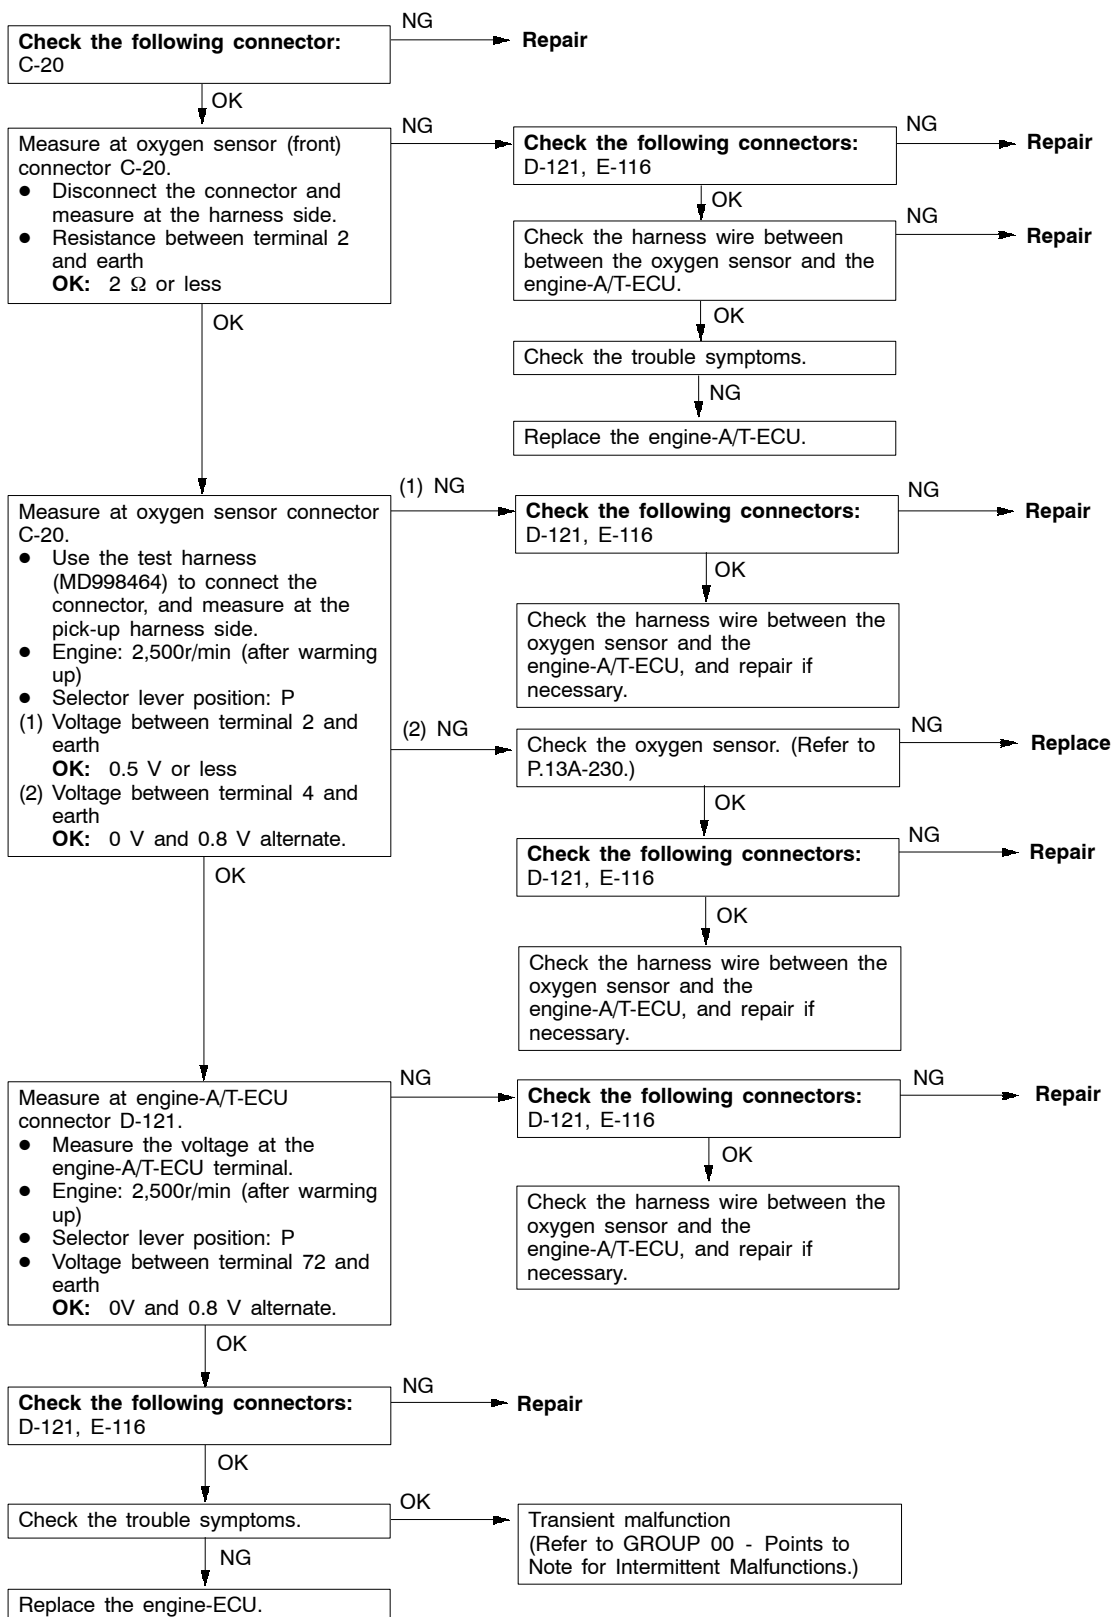 Check the following connector:
C-20
NG
Repair
OK
Measure at oxygen sensor (front)
connector C-20.
● Disconnect the connector and
measure at the harness side.
● Resistance between terminal 2
and earth
OK: 2 Ω or less
NG
Check the following connectors:
D-121, E-116
NG
Repair
OK
Check the harness wire between
between the oxygen sensor and the
engine-A/T-ECU.
NG
Repair
OK
Check the trouble symptoms.
NG
Replace the engine-A/T-ECU.
OK
Measure at oxygen sensor connector
C-20.
● Use the test harness
(MD998464) to connect the
connector, and measure at the
pick-up harness side.
● Engine: 2,500r/min (after warming
up)
● Selector lever position: P
(1) Voltage between terminal 2 and
earth
OK: 0.5 V or less
(2) Voltage between terminal 4 and
earth
OK: 0 V and 0.8 V alternate.
(1) NG
Check the following connectors:
D-121, E-116
NG
Repair
OK
Check the harness wire between the
oxygen sensor and the
engine-A/T-ECU, and repair if
necessary.
(2) NG
Check the oxygen sensor. (Refer to
P.13A-230.)
NG
Replace
OK
Check the following connectors:
D-121, E-116
NG
Repair
OK
Check the harness wire between the
oxygen sensor and the
engine-A/T-ECU, and repair if
necessary.
OK
Measure at engine-A/T-ECU
connector D-121.
● Measure the voltage at the
engine-A/T-ECU terminal.
● Engine: 2,500r/min (after warming
up)
● Selector lever position: P
● Voltage between terminal 72 and
earth
OK: 0V and 0.8 V alternate.
NG
Check the following connectors:
D-121, E-116
NG
Repair
OK
Check the harness wire between the
oxygen sensor and the
engine-A/T-ECU, and repair if
necessary.
OK
Check the following connectors:
D-121, E-116
NG
Repair
OK
Check the trouble symptoms.
OK
Transient malfunction
(Refer to GROUP 00 - Points to
Note for Intermittent Malfunctions.)
NG
Replace the engine-ECU.